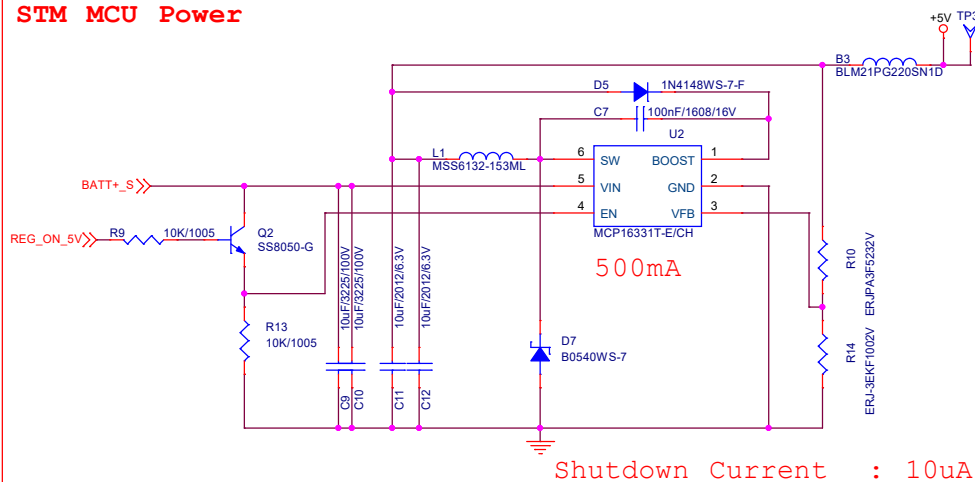 STM MCU Power
+5V TP3
B3
BLM21PG220SN1D
D5 1N4148WS-7-F
C7 100nF/1608/16V
U2
L1
MSS6132-153ML
6 SW BOOST 1
5 VIN GND 2
4 EN VFB 3
MCP16331T-E/CH
500mA
BATT+_S
REG_ON_5V R9 10K/1005
Q2
SS8050-G
R13
10K/1005
10uF/3225/100V
10uF/3225/100V
10uF/2012/6.3V
10uF/2012/6.3V
C9
C10
C11
C12
D7
B0540WS-7
R10
ERJPA3F5232V
R14
ERJ-3EKF1002V
Shutdown Current : 10uA